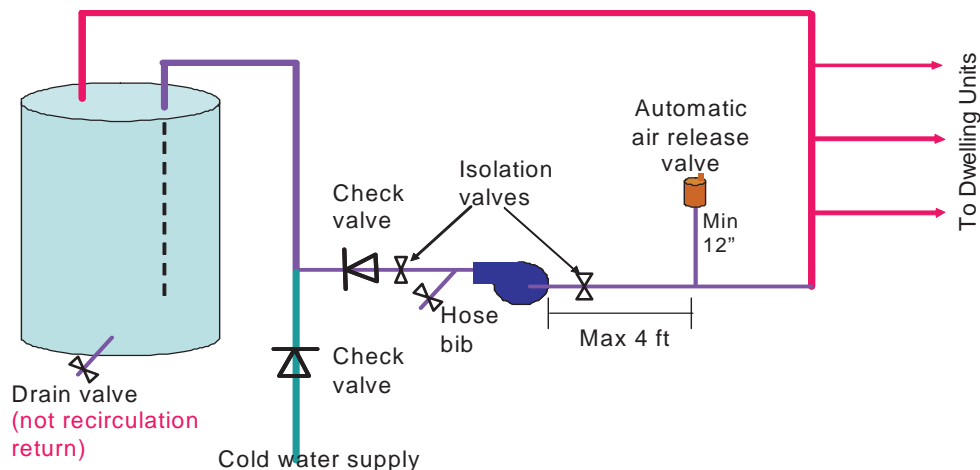 Automatic
air release
valve
Isolation
valves
Check
valve
Min
12”
To Dwelling Units
Hose
bib
Max 4 ft
Check
valve
Drain valve
(not recirculation
return)
Cold water supply